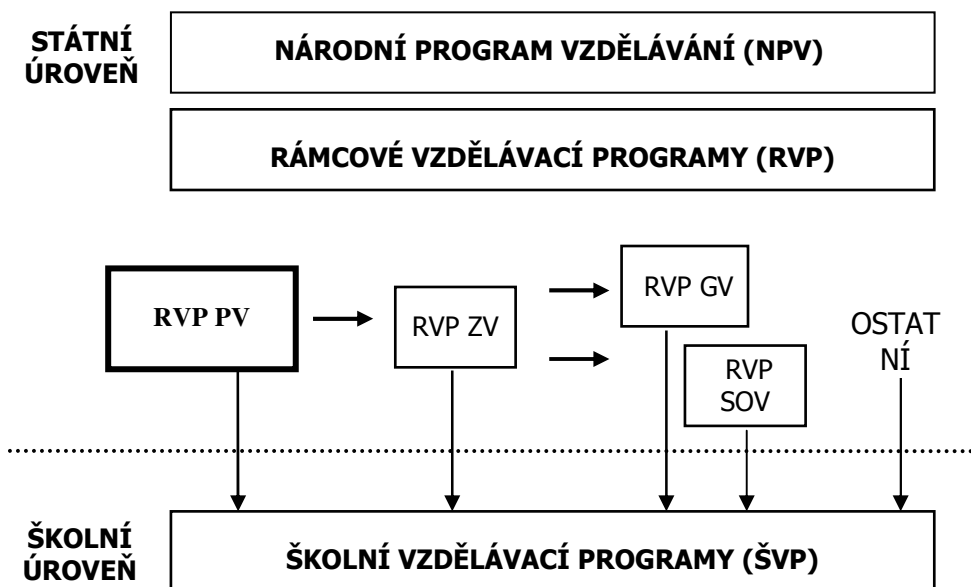 STÁTNÍ
ÚROVEŇ
NÁRODNÍ PROGRAM VZDĚLÁVÁNÍ (NPV)
RÁMCOVÉ VZDĚLÁVACÍ PROGRAMY (RVP)
RVP PV
RVP ZV
RVP GV
RVP
SOV
OSTAT
NÍ
ŠKOLNÍ
ÚROVEŇ
ŠKOLNÍ VZDĚLÁVACÍ PROGRAMY (ŠVP)